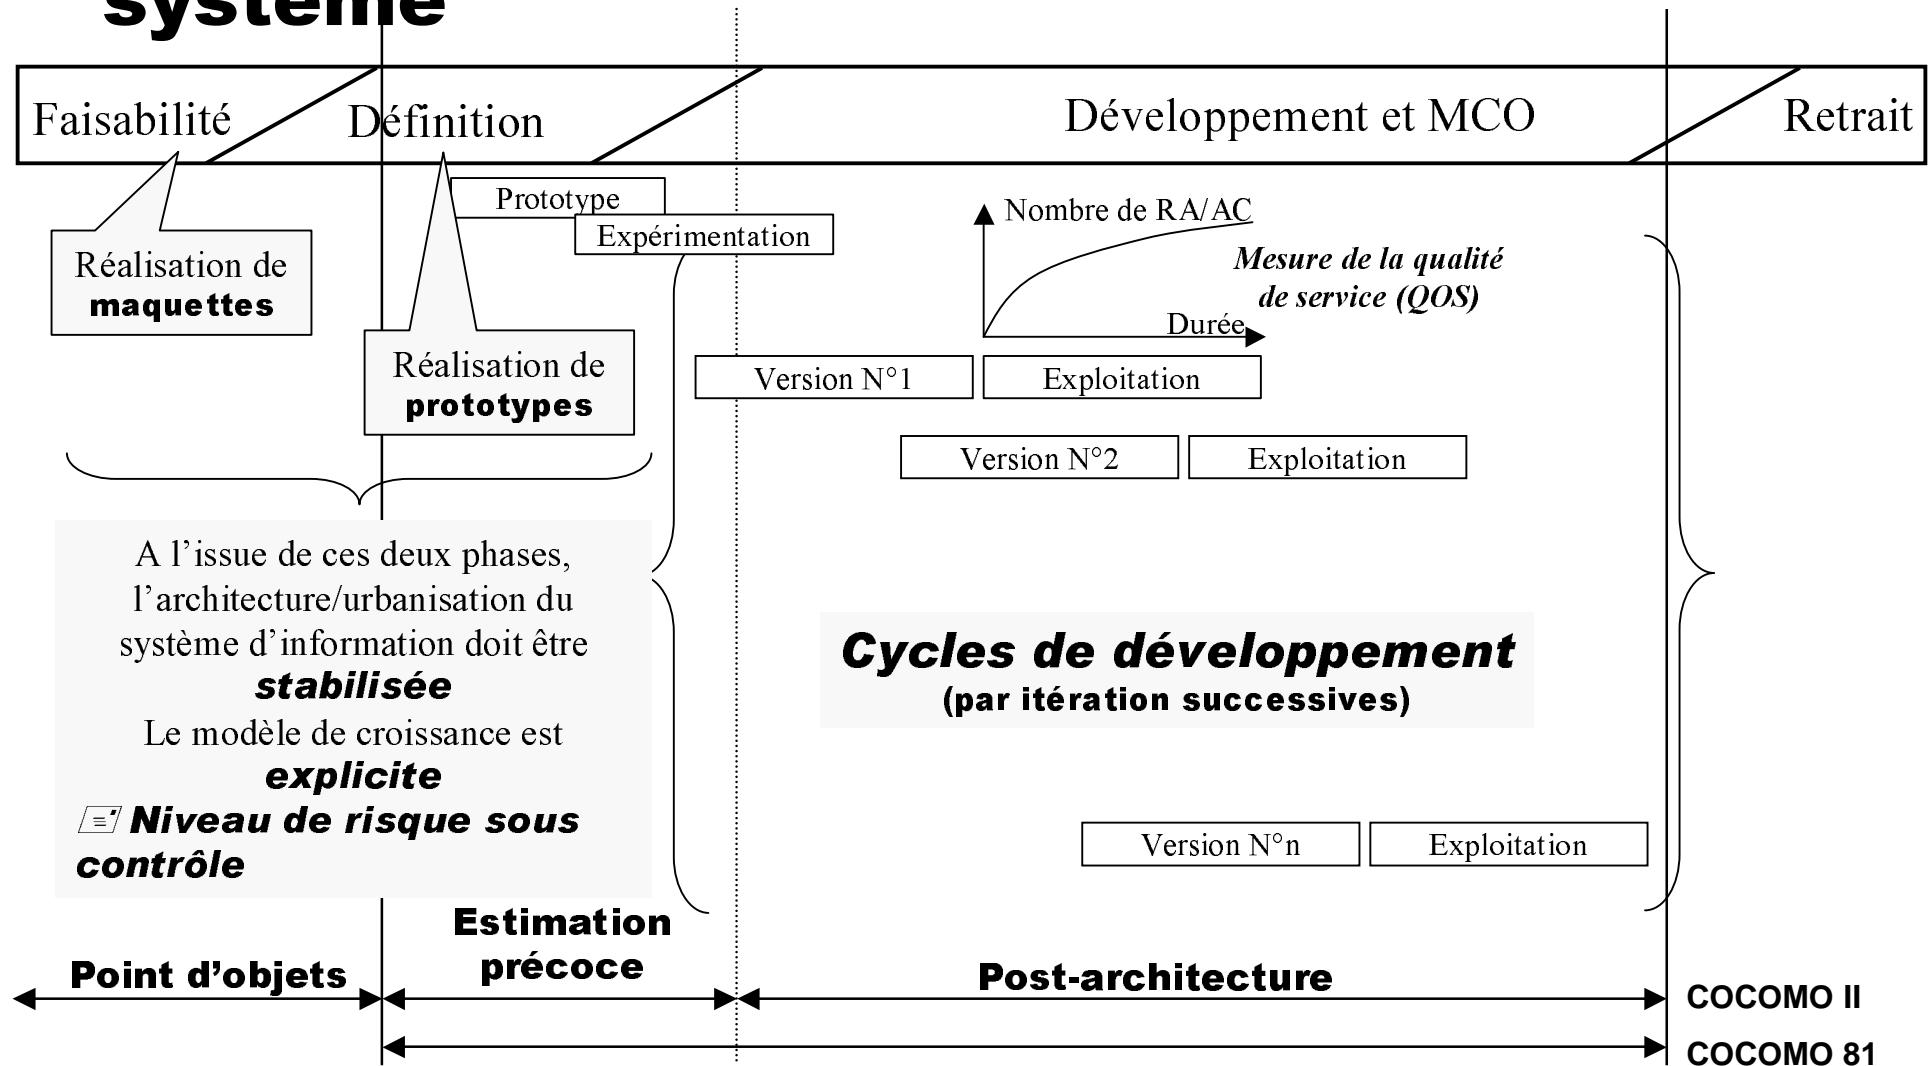 système
Faisabilité
Définition
Développement et MCO
Retrait
Prototype
Expérimentation
Réalisation de
maquettes
Réalisation de
prototypes
Nombre de RA/AC
Durée
Mesure de la qualité
de service (QOS)
Version N°1
Exploitation
Version N°2
Exploitation
A l’issue de ces deux phases,
l’architecture/urbanisation du
système d’information doit être
stabilisée
Le modèle de croissance est
explicite
Niveau de risque sous
contrôle
Cycles de développement
(par itération successives)
Version N°n
Exploitation
Estimation
précoce
Point d’objets
Post-architecture
COCOMO II
COCOMO 81